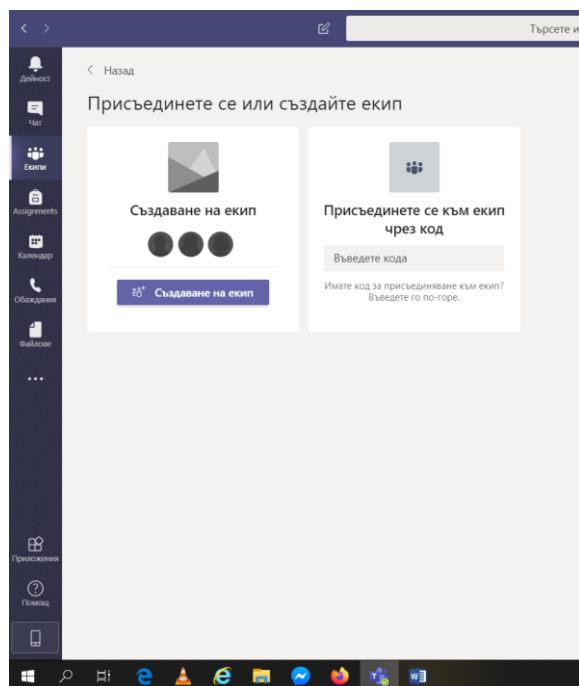 Търсете и
Дейност
Чат
Екипи
Assignments
Календар
Обаждания
Файлове
Приложения
Помощ
Назад
Присъединете се или създайте екип
Създаване на екип
Създаване на екип
Присъединете се към екип
чрез код
Въведете кода
Имате код за присъединяване към екип?
Въведете го по-горе.